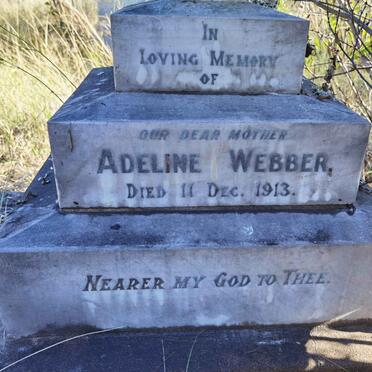 IN
LOVING MEMORY
OF
OUR DEAR MOTHER
ADELINE WEBBER,
DIED 11 DEC. 1913.
NEARER MY GOD TO THEE.